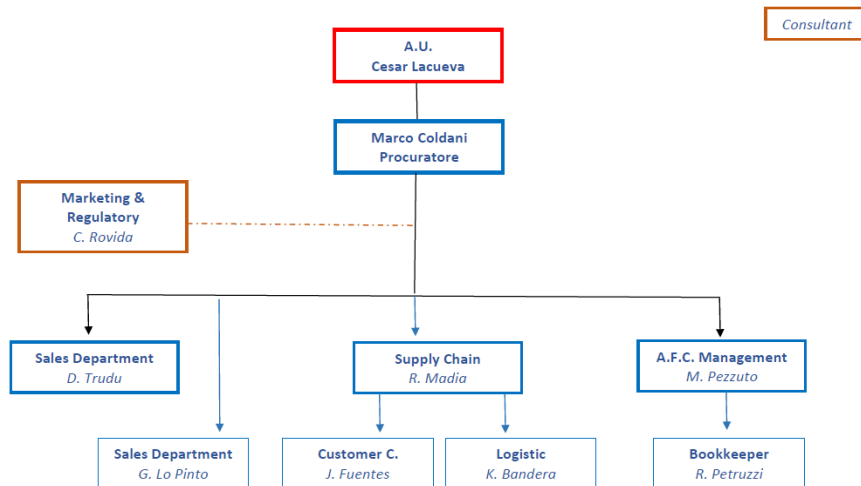 Consultant
A.U.
Cesar Lacueva
Marco Coldani
Procuratore
Marketing &
Regulatory
C. Rovida
Sales Department
D. Trudu
Supply Chain
R. Madia
A.F.C. Management
M. Pezzuto
Sales Department
G. Lo Pinto
Customer C.
J. Fuentes
Logistic
K. Bandera
Bookkeeper
R. Petruzzi